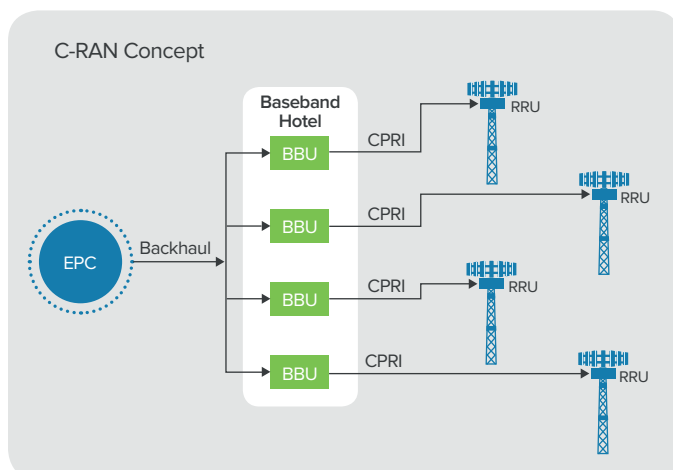 C-RAN Concept
Baseband
Hotel
RRU
CPRI
BBU
CPRI
BBU
RRU
Backhaul
EPC
CPRI
BBU
RRU
CPRI
BBU
RRU